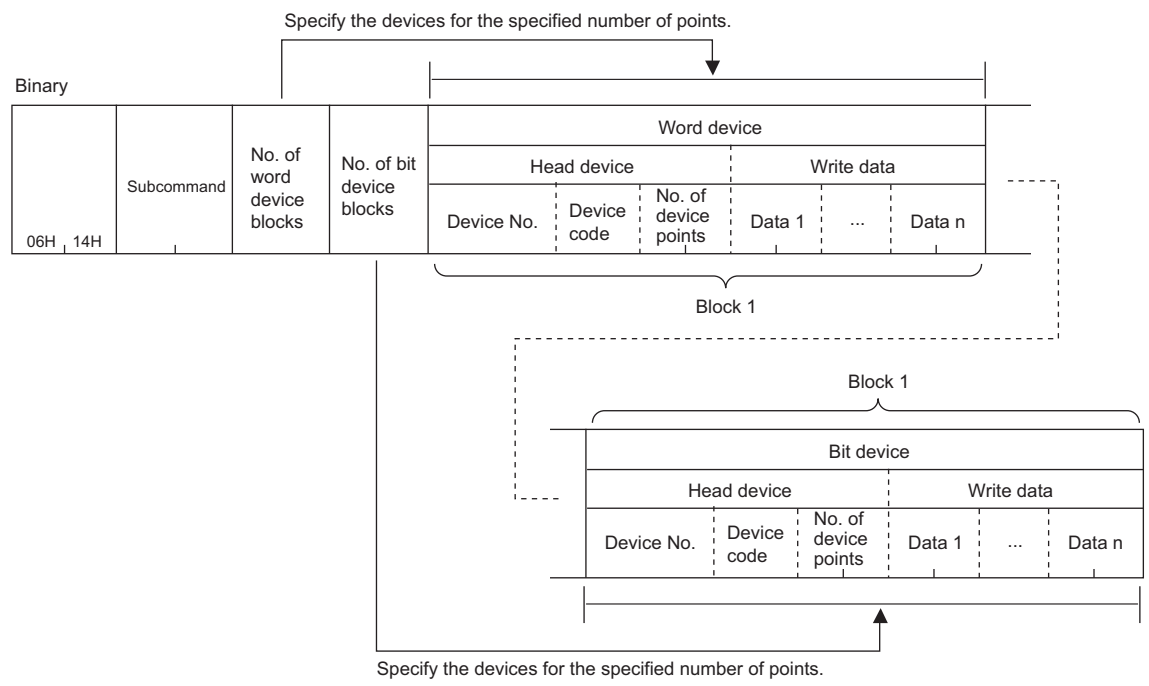 Specify the devices for the specified number of points.
Binary
06H 14H
Subcommand
No. of
word
device
blocks
No. of bit
device
blocks
Word device
Head device
Write data
Device No.
Device
code
No. of
device
points
Data 1
...
Data n
Block 1
Block 1
Bit device
Head device
Write data
Device No.
Device
code
No. of
device
points
Data 1
...
Data n
Specify the devices for the specified number of points.